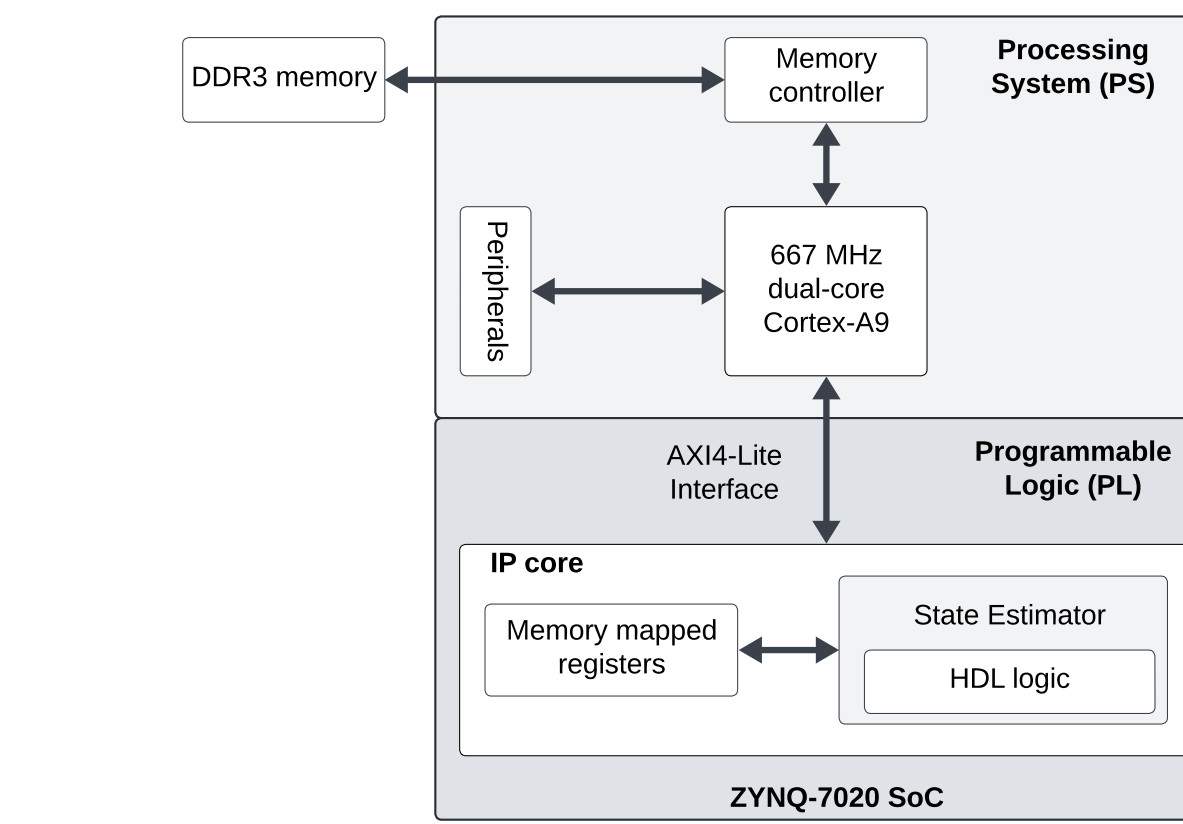 DDR3 memory
Memory
controller
Processing
System (PS)
Peripherals
667 MHz
dual-core
Cortex-A9
AXI4-Lite
Interface
Programmable
Logic (PL)
IP core
Memory mapped
registers
State Estimator
HDL logic
ZYNQ-7020 SoC